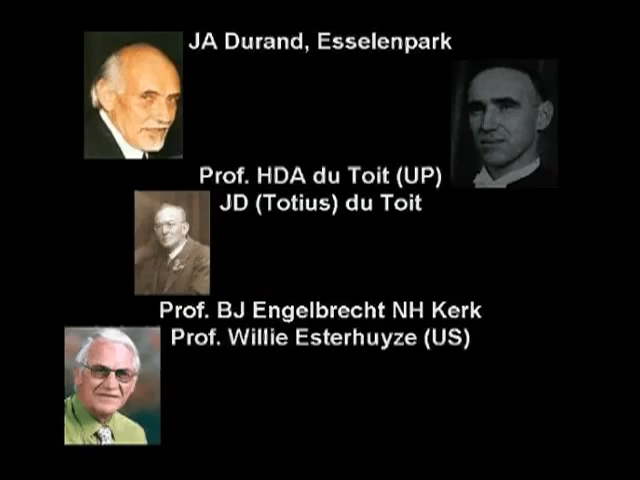 JA Durand, Esselenpark
Prof. HDA du Toit (UP)
JD (Totius) du Toit
Prof. BJ Engelbrecht NH Kerk
Prof. Willie Esterhuyze (US)